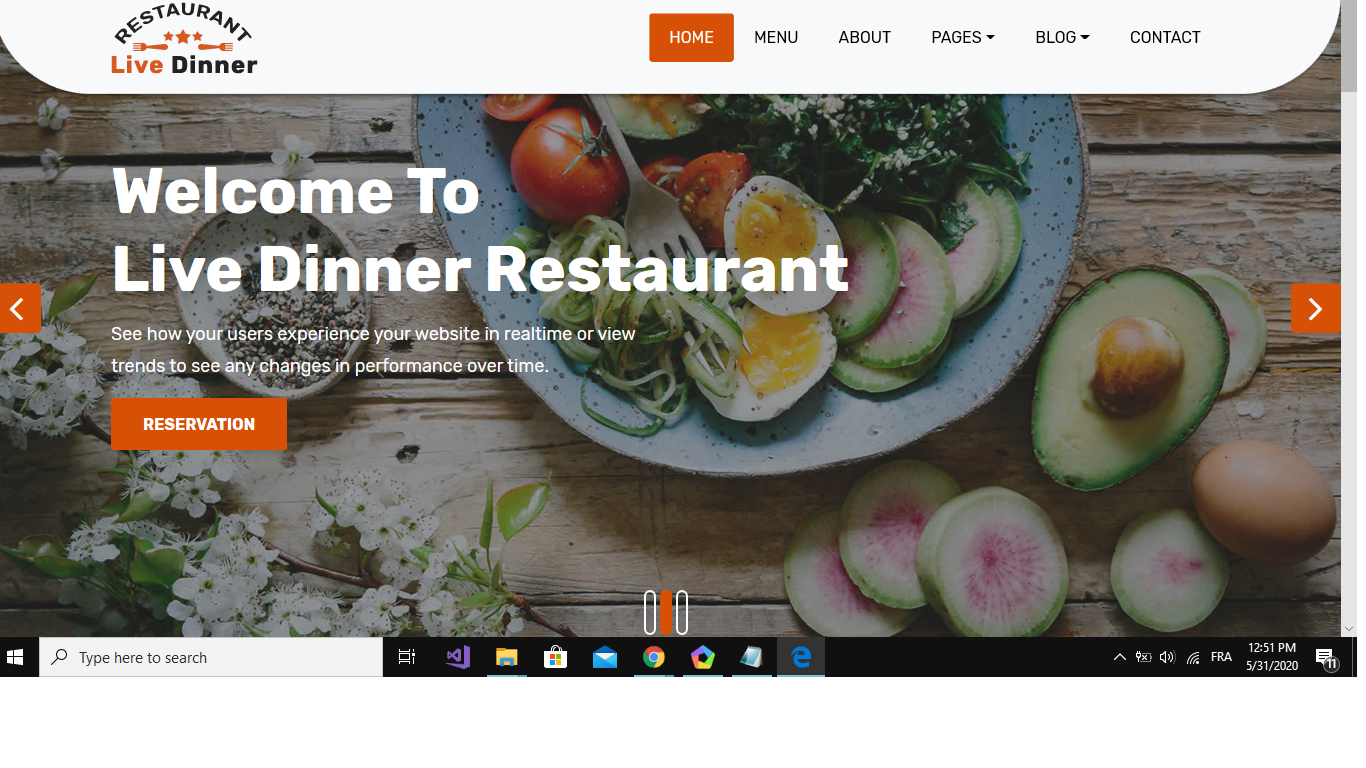 RESTAURANT
Live Dinner
HOME MENU ABOUT PAGES BLOG CONTACT
Welcome To
Live Dinner Restaurant
See how your users experience your website in realtime or view
trends to see any changes in performance over time.
RESERVATION
Type here to search
FRA
12:51 PM
5/31/2020
11